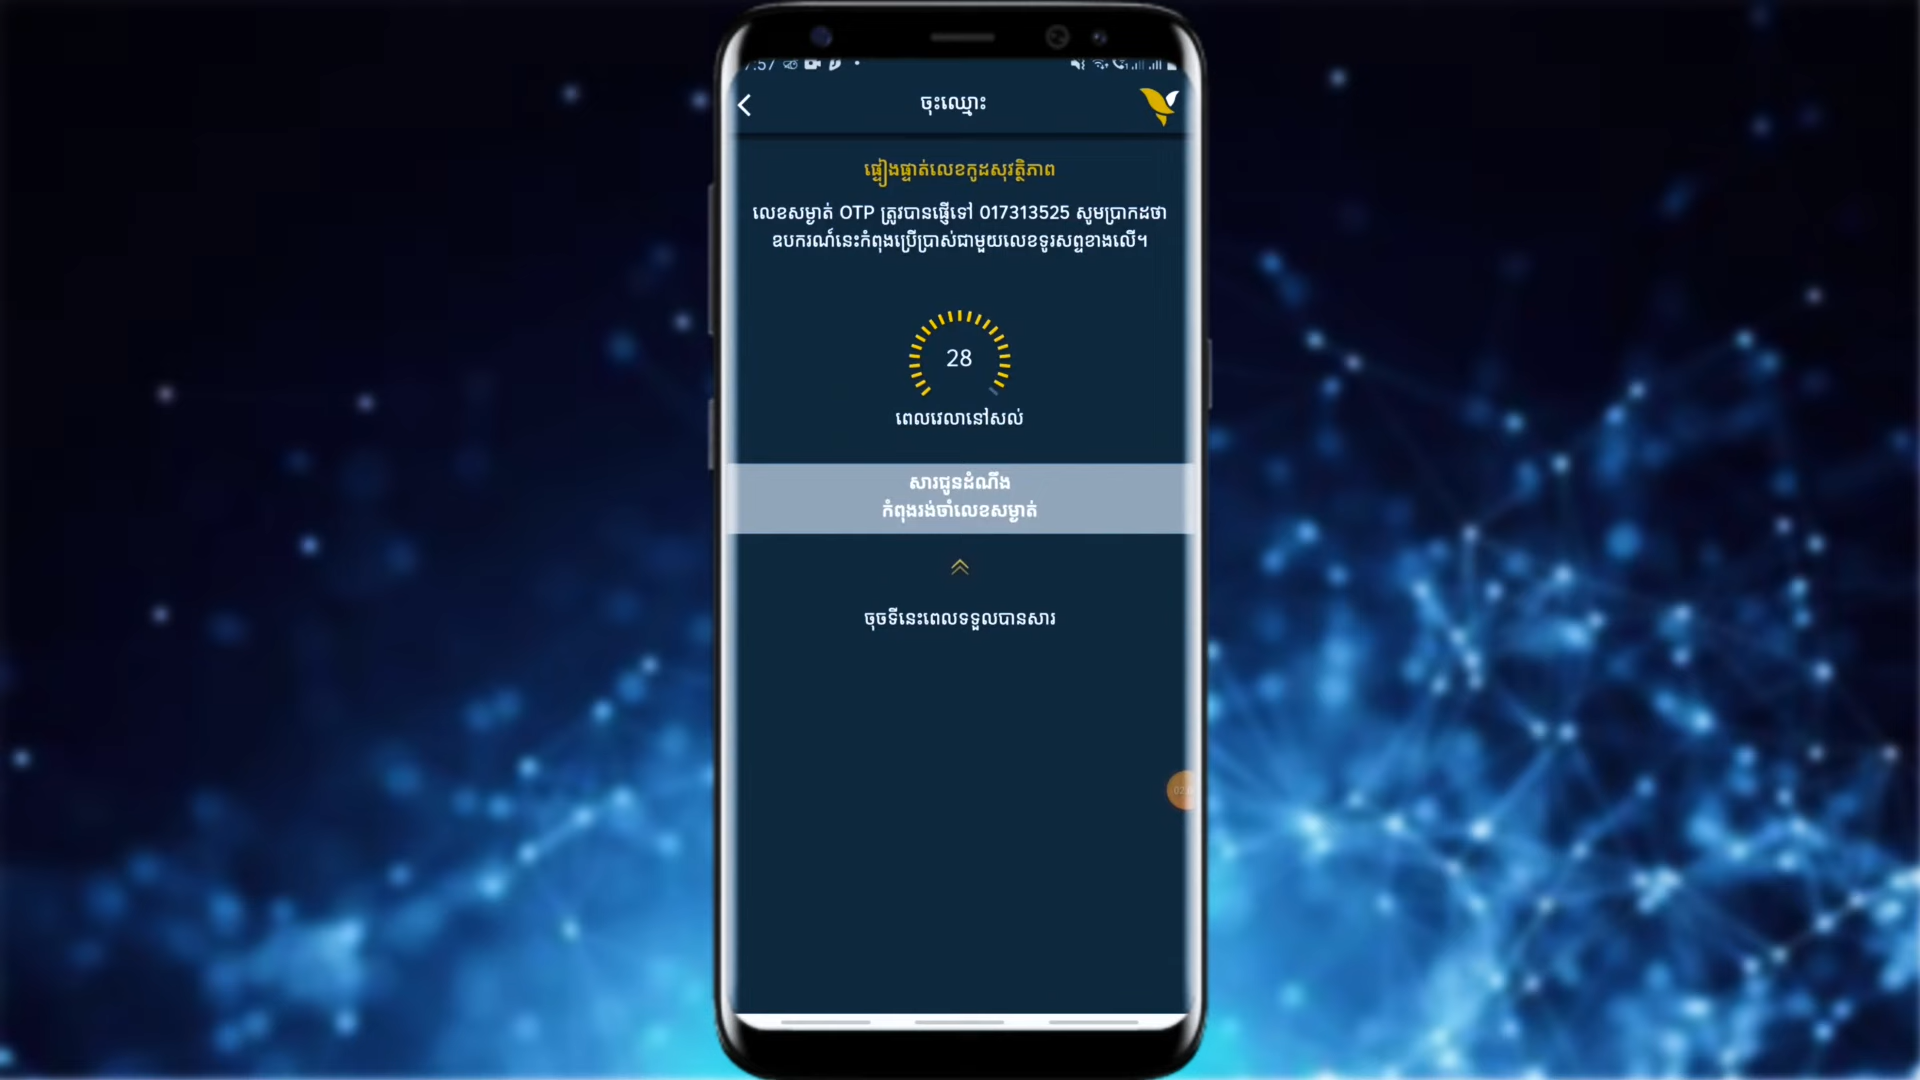 7:57
ចុះឈ្មោះ
ផ្ទៀងផ្ទាត់លេខកូដសុវត្ថិភាព
លេខសម្ងាត់ OTP ត្រូវបានផ្ញើទៅ 017313525 សូមប្រាកដថា
ឧបករណ៍នេះកំពុងប្រើប្រាស់ជាមួយលេខទូរសព្ទខាងលើ។
28
ពេលវេលានៅសល់
សារជូនដំណឹង
កំពុងរង់ចាំលេខសម្ងាត់
ចុចទីនេះពេលទទួលបានសារ